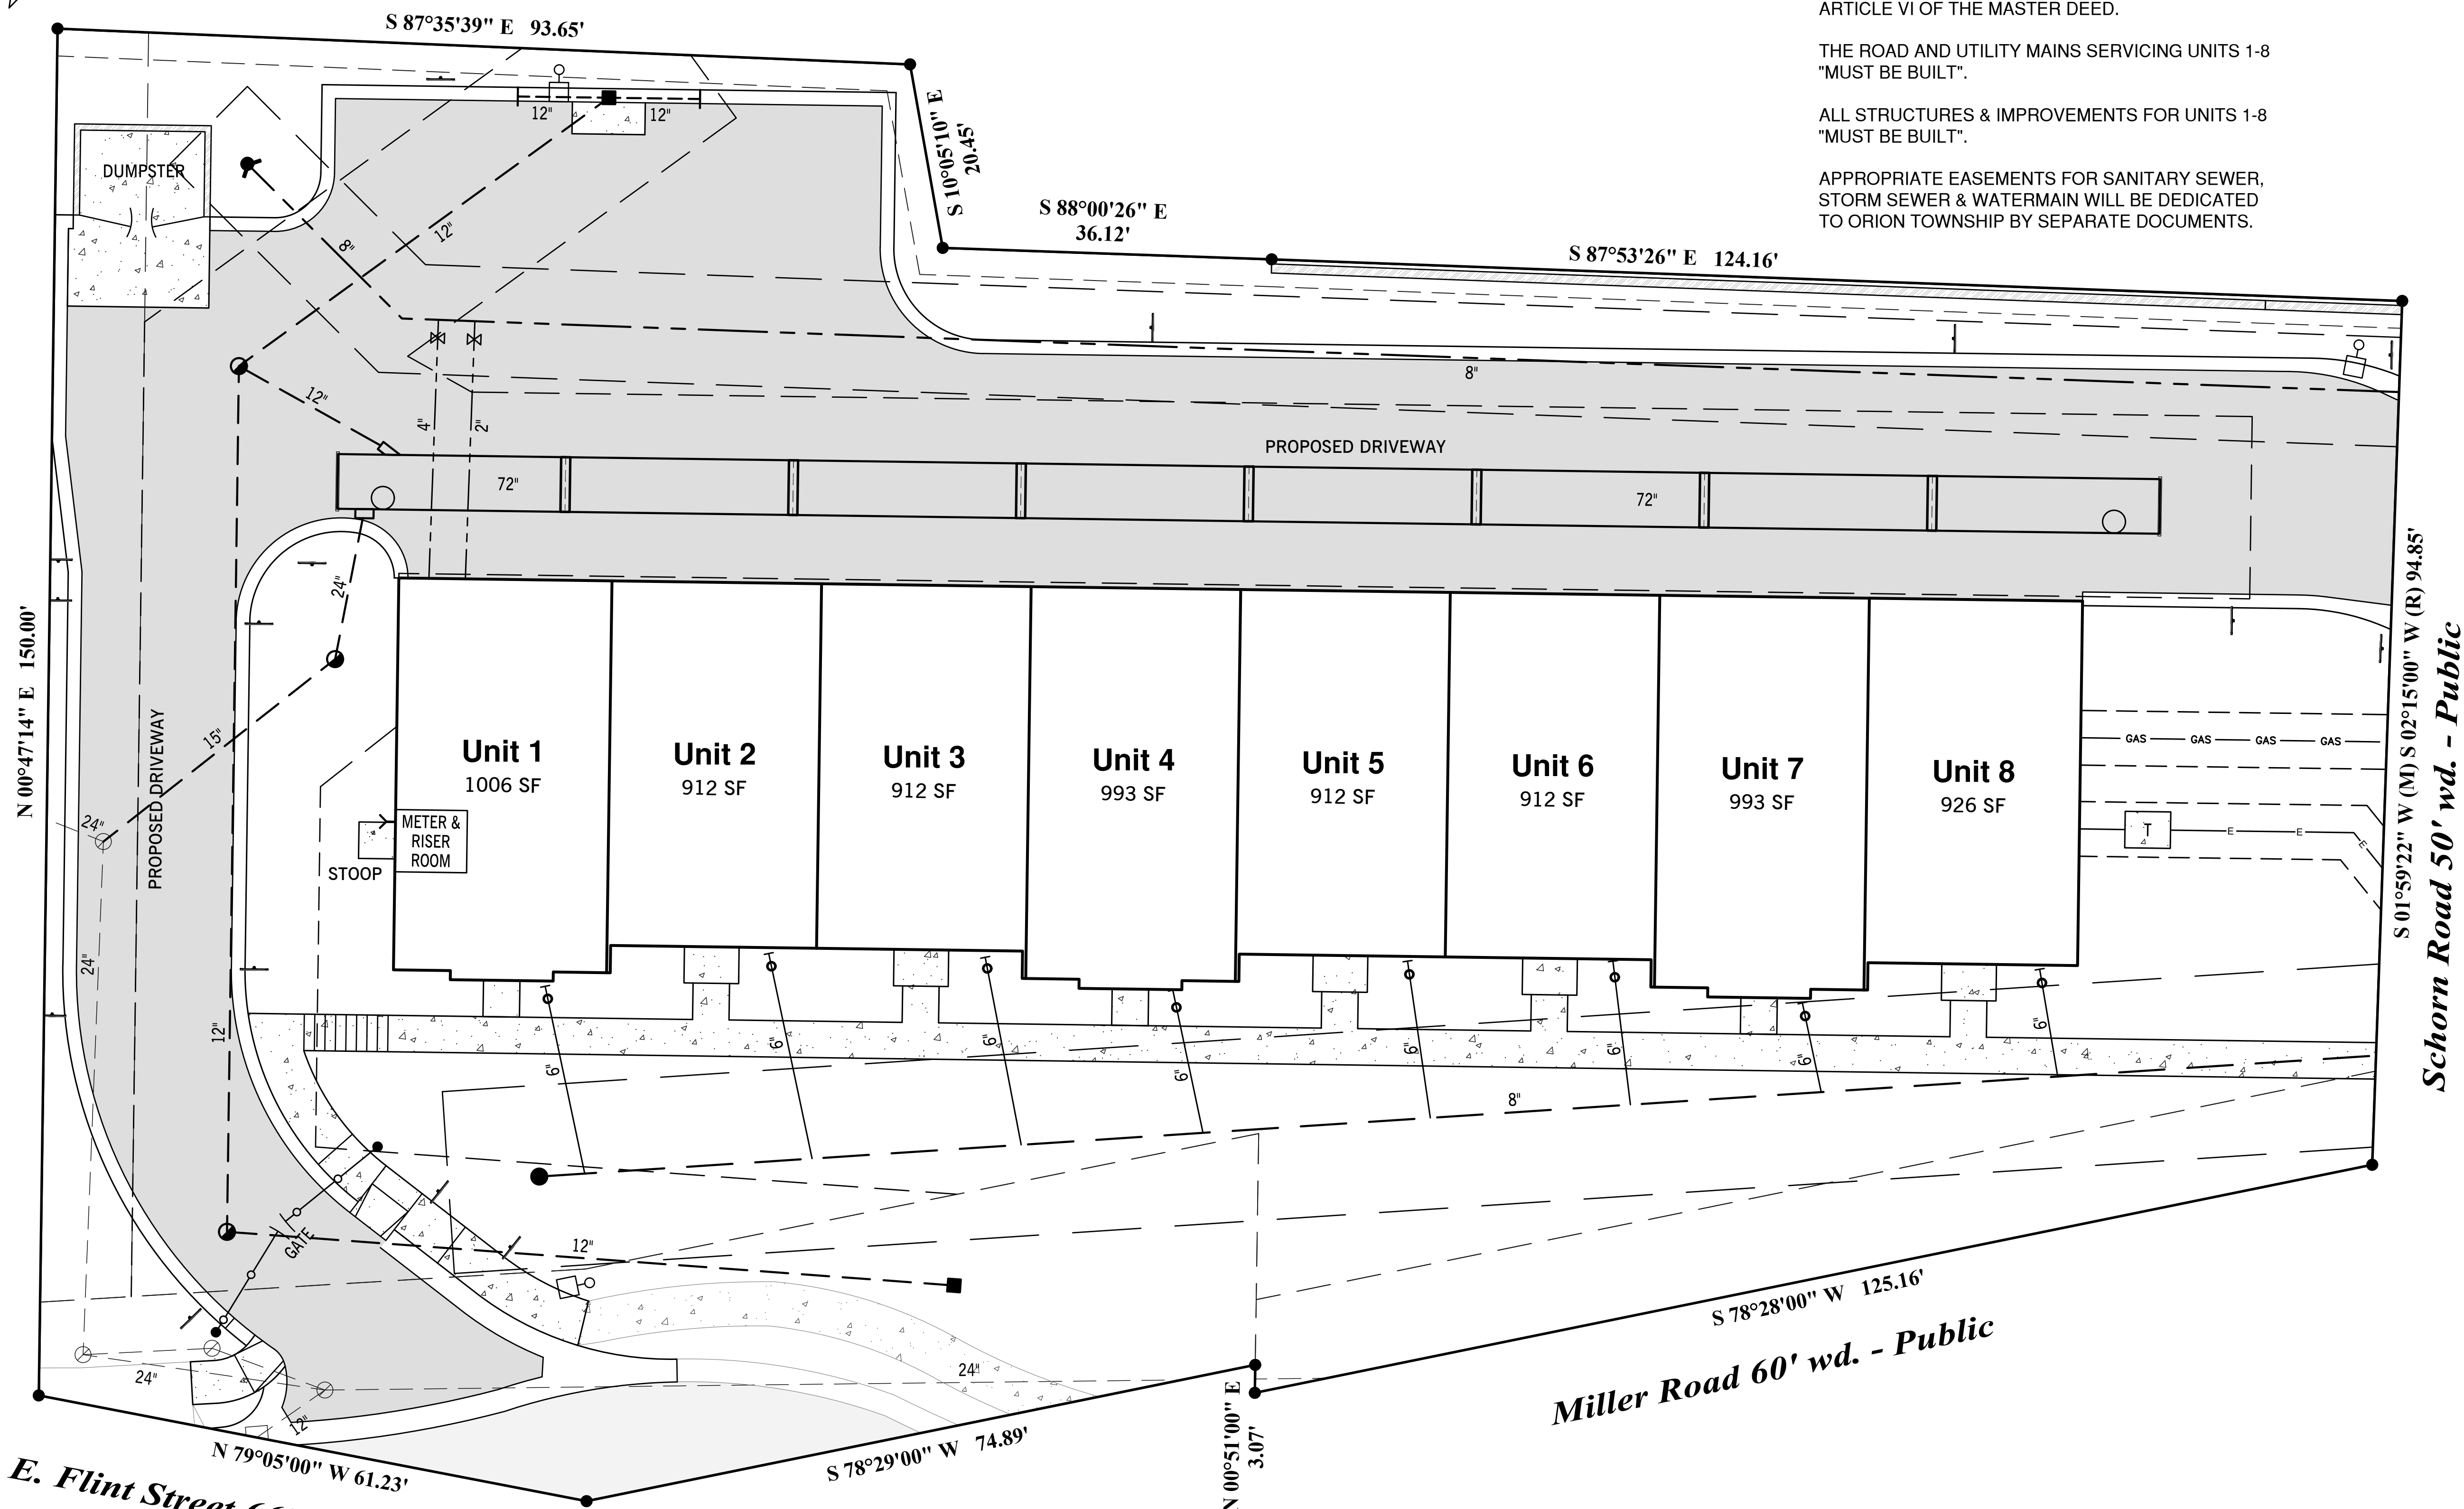 ARTICLE VI OF THE MASTER DEED.
THE ROAD AND UTILITY MAINS SERVICING UNITS 1-8
"MUST BE BUILT".
ALL STRUCTURES & IMPROVEMENTS FOR UNITS 1-8
"MUST BE BUILT".
APPROPRIATE EASEMENTS FOR SANITARY SEWER,
STORM SEWER & WATERMAIN WILL BE DEDICATED
TO ORION TOWNSHIP BY SEPARATE DOCUMENTS.
S 87°35'39" E 93.65'
S 10°05'10" E
20.45'
S 88°00'26" E
36.12'
S 87°53'26" E 124.16'
12"
12"
DUMPSTER
8"
12"
12"
4"
2"
8"
PROPOSED DRIVEWAY
72"
72"
24"
15"
N 00°47'14" E 150.00'
PROPOSED DRIVEWAY
24"
24"
12"
Unit 1
1006 SF
Unit 2
912 SF
Unit 3
912 SF
Unit 4
993 SF
Unit 5
912 SF
Unit 6
912 SF
Unit 7
993 SF
Unit 8
926 SF
METER &
RISER
ROOM
STOOP
GAS GAS GAS GAS
T E E E
S 01°59'22" W (M) S 02°15'00" W (R) 94.85'
Schorn Road 50' wd. - Public
6"
6"
6"
6"
6"
6"
6"
6"
8"
GATE
12"
24"
24"
12"
N 79°05'00" W 61.23'
S 78°29'00" W 74.89'
N 00°51'00" E
3.07'
S 78°28'00" W 125.16'
Miller Road 60' wd. - Public
E. Flint Street